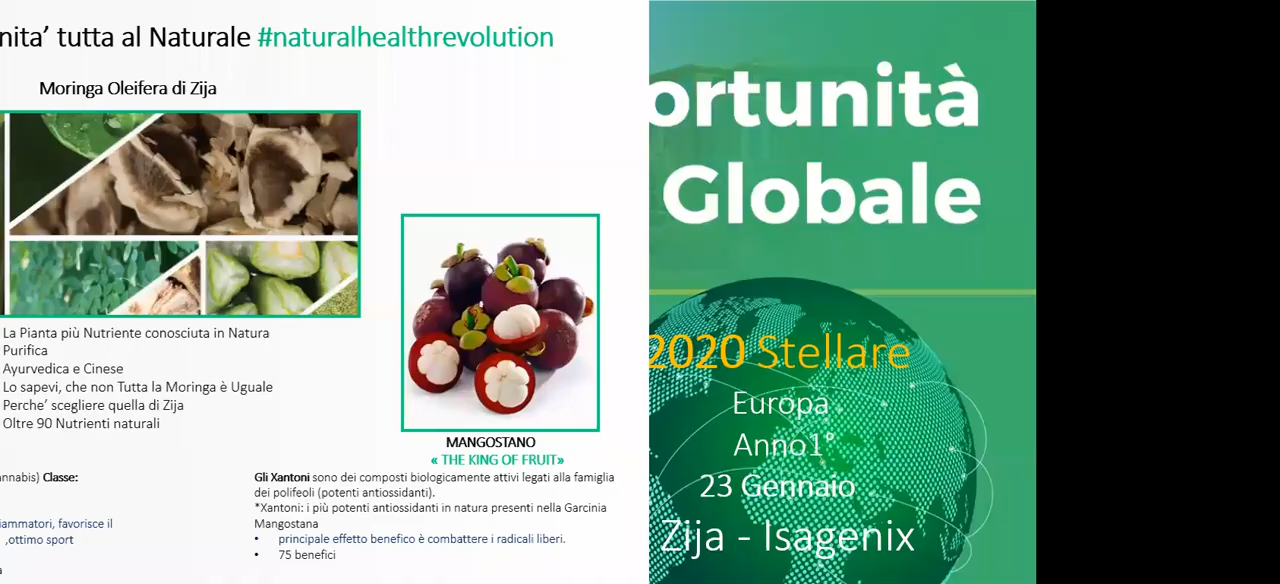 nita’ tutta al Naturale #naturalhealthrevolution
Moringa Oleifera di Zija
La Pianta più Nutriente conosciuta in Natura
Purifica
Ayurvedica e Cinese
Lo sapevi, che non Tutta la Moringa è Uguale
Perche’ scegliere quella di Zija
Oltre 90 Nutrienti naturali
MANGOSTANO
« THE KING OF FRUIT»
nnabis) Classe:
iammatori, favorisce il
,ottimo sport
a
Gli Xantoni sono dei composti biologicamente attivi legati alla famiglia
dei polifeoli (potenti antiossidanti).
*Xantoni: i più potenti antiossidanti in natura presenti nella Garcinia
Mangostana
• principale effetto benefico è combattere i radicali liberi.
• 75 benefici
ortunità
Globale
2020 Stellare
Europa
Anno1°
23 Gennaio
Zija - Isagenix